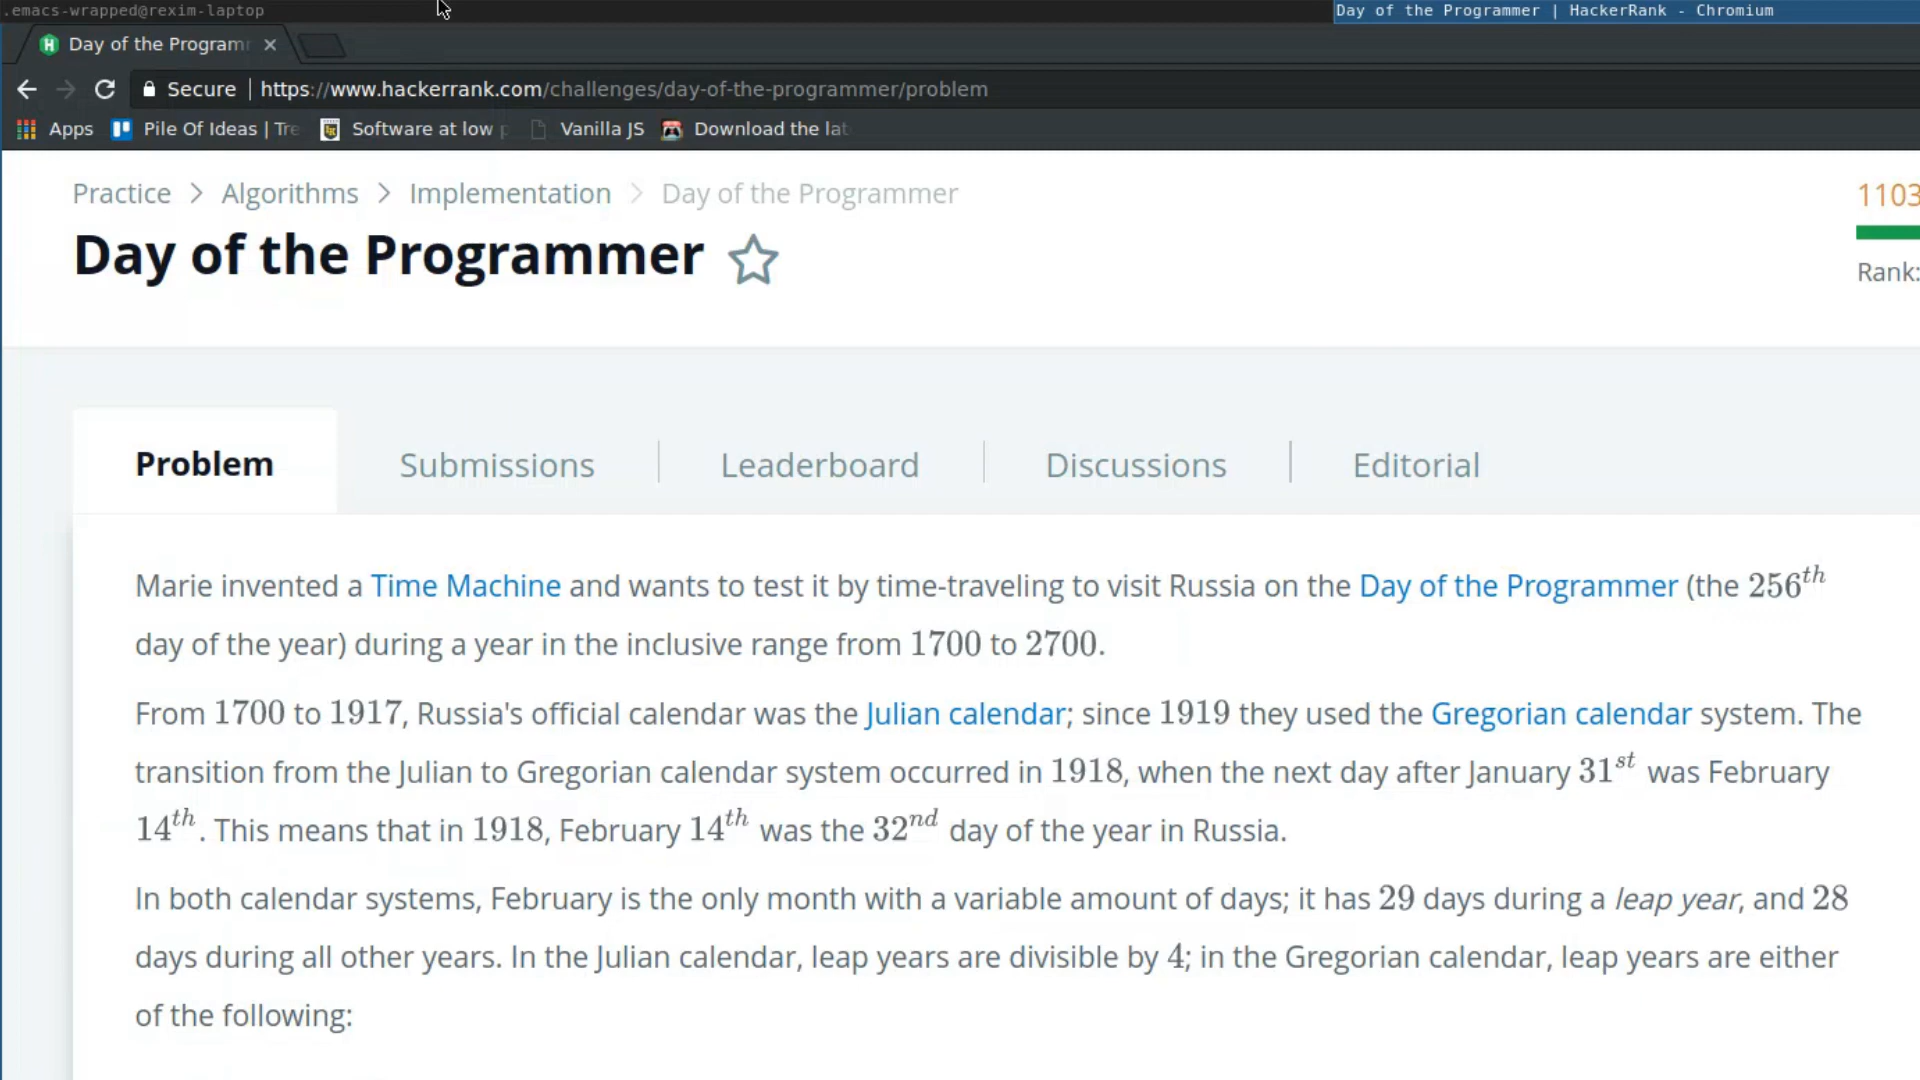 .emacs-wrapped@rexim-laptop
Day of the Programmer | HackerRank - Chromium
Day of the Program
Secure | https://www.hackerrank.com/challenges/day-of-the-programmer/problem
Apps Pile Of Ideas | Tre Software at low p Vanilla JS Download the lat
Practice > Algorithms > Implementation > Day of the Programmer
1103
Day of the Programmer
Rank:
Problem Submissions Leaderboard Discussions Editorial
Marie invented a Time Machine and wants to test it by time-traveling to visit Russia on the Day of the Programmer (the 256th
day of the year) during a year in the inclusive range from 1700 to 2700.
From 1700 to 1917, Russia's official calendar was the Julian calendar; since 1919 they used the Gregorian calendar system. The
transition from the Julian to Gregorian calendar system occurred in 1918, when the next day after January 31st was February
14th. This means that in 1918, February 14th was the 32nd day of the year in Russia.
In both calendar systems, February is the only month with a variable amount of days; it has 29 days during a leap year, and 28
days during all other years. In the Julian calendar, leap years are divisible by 4; in the Gregorian calendar, leap years are either
of the following: